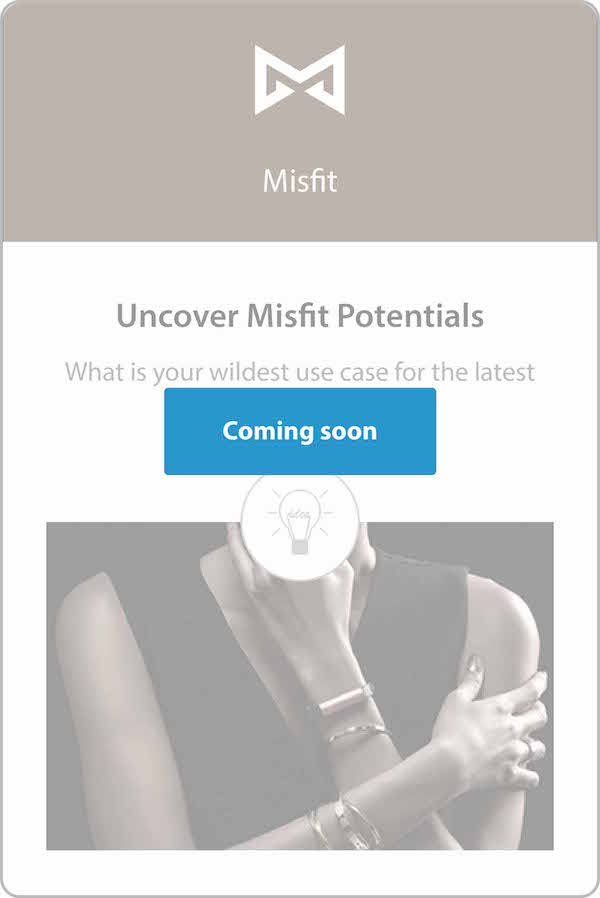 Misfit
Uncover Misfit Potentials
What is your wildest use case for the latest
Coming soon
idea